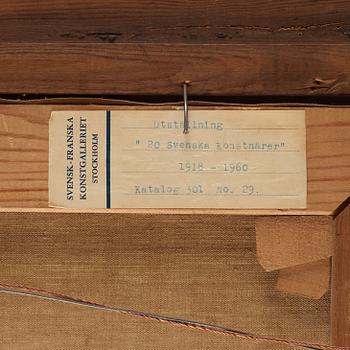 SVENSK-FRANSKA
KONSTGALLERIET
STOCKHOLM
Utställning
" 20 Svenska Konstnärer"
1918 - 1960
Katalog 301 No. 29.